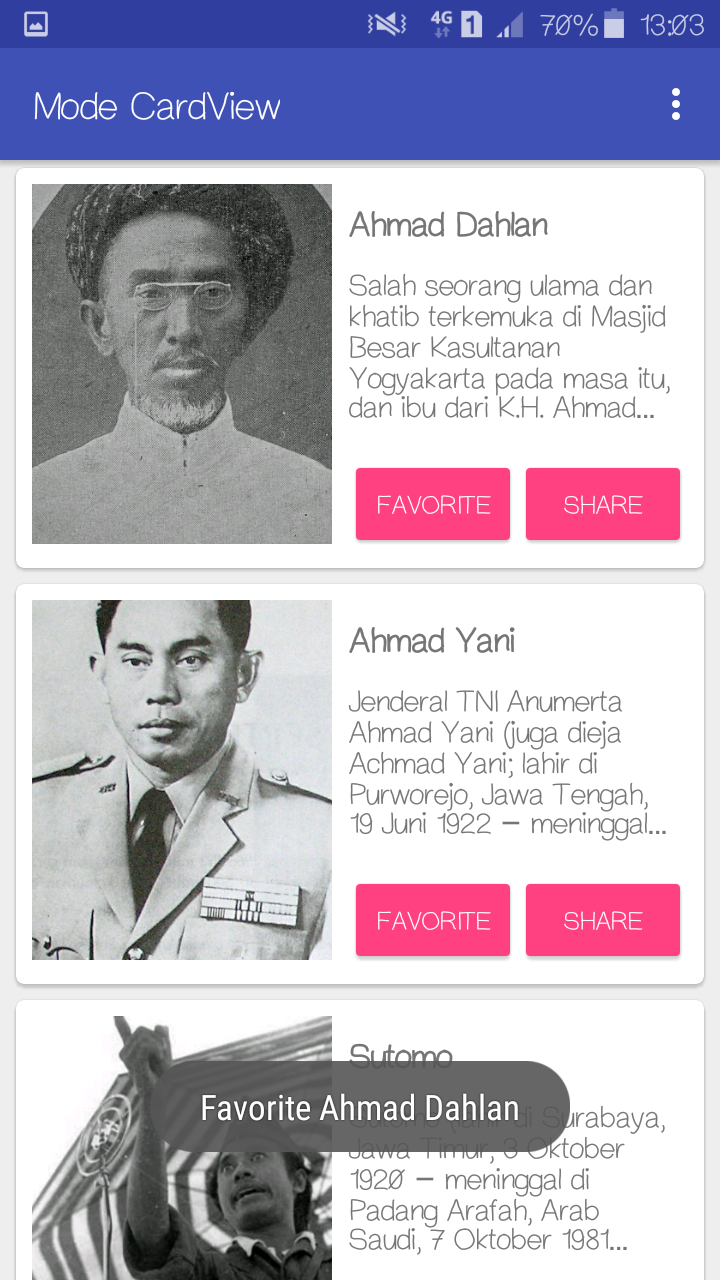 4G 1 70% 13:03
Mode CardView
Ahmad Dahlan
Salah seorang ulama dan
khatib terkemuka di Masjid
Besar Kasultanan
Yogyakarta pada masa itu,
dan ibu dari K.H. Ahmad...
FAVORITE SHARE
Ahmad Yani
Jenderal TNI Anumerta
Ahmad Yani (juga dieja
Achmad Yani; lahir di
Purworejo, Jawa Tengah,
19 Juni 1922 – meninggal...
FAVORITE SHARE
Sutomo
Favorite Ahmad Dahlan
Sutomo (lahir di Surabaya,
Jawa Timur, 3 Oktober
1920 – meninggal di
Padang Arafah, Arab
Saudi, 7 Oktober 1981...